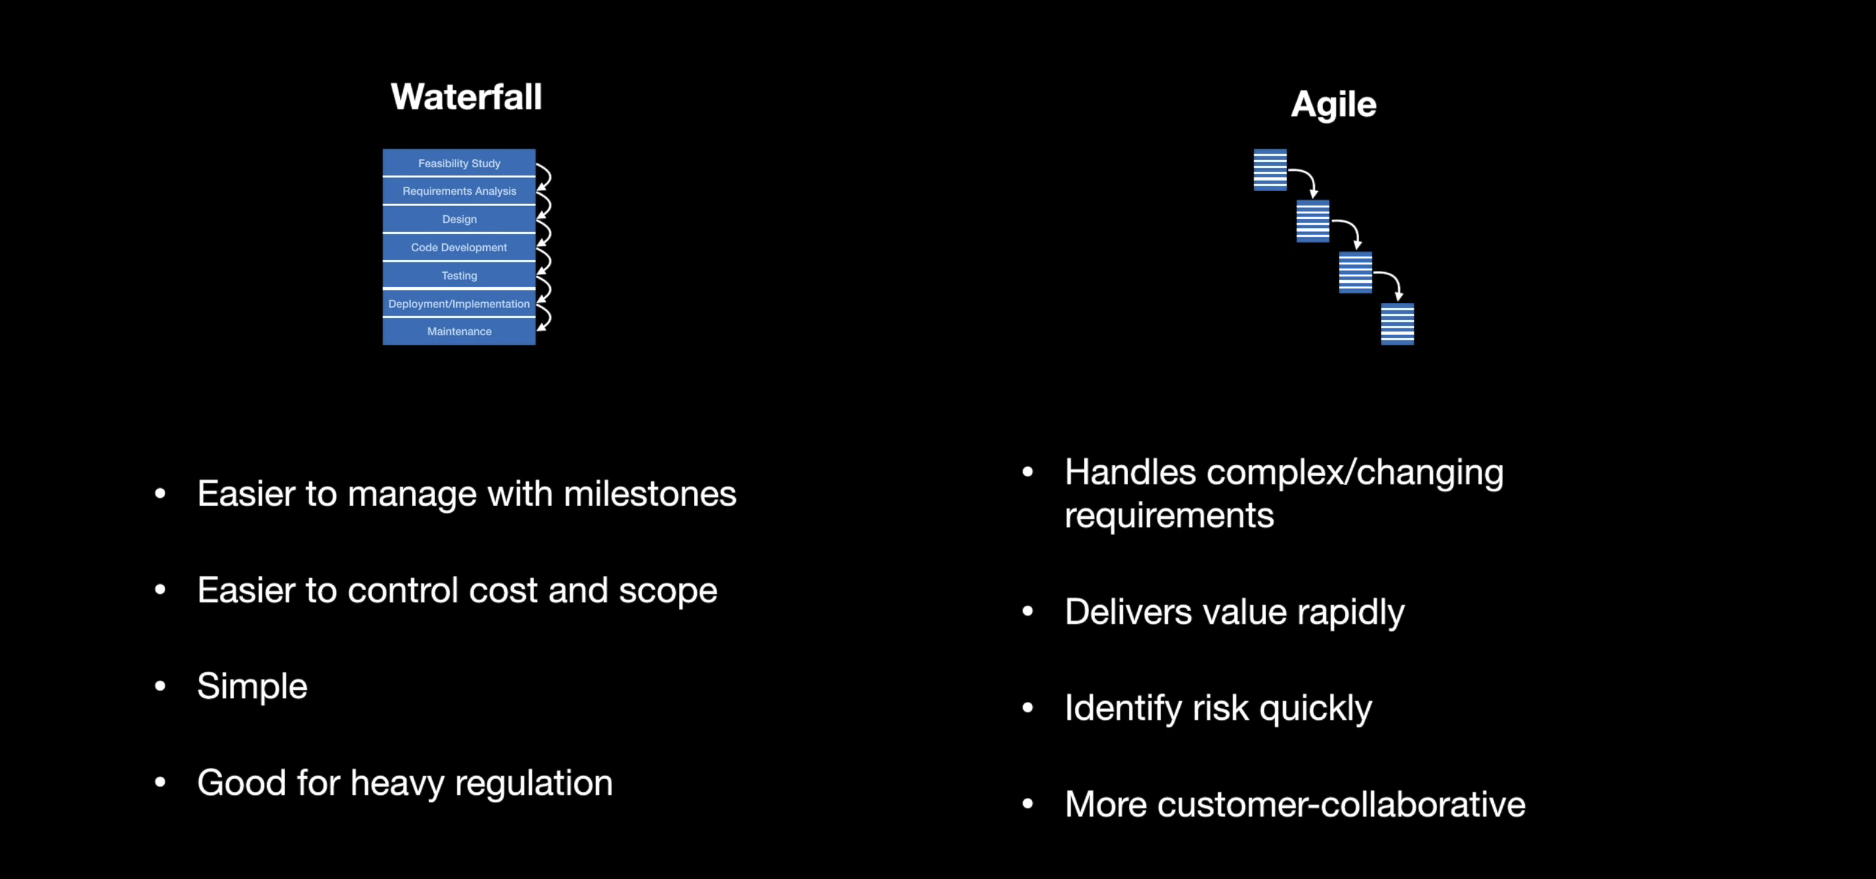 Waterfall
Feasibility Study
Requirements Analysis
Design
Code Development
Testing
Deployment/Implementation
Maintenance
• Easier to manage with milestones
• Easier to control cost and scope
• Simple
• Good for heavy regulation
Agile
• Handles complex/changing
requirements
• Delivers value rapidly
• Identify risk quickly
• More customer-collaborative